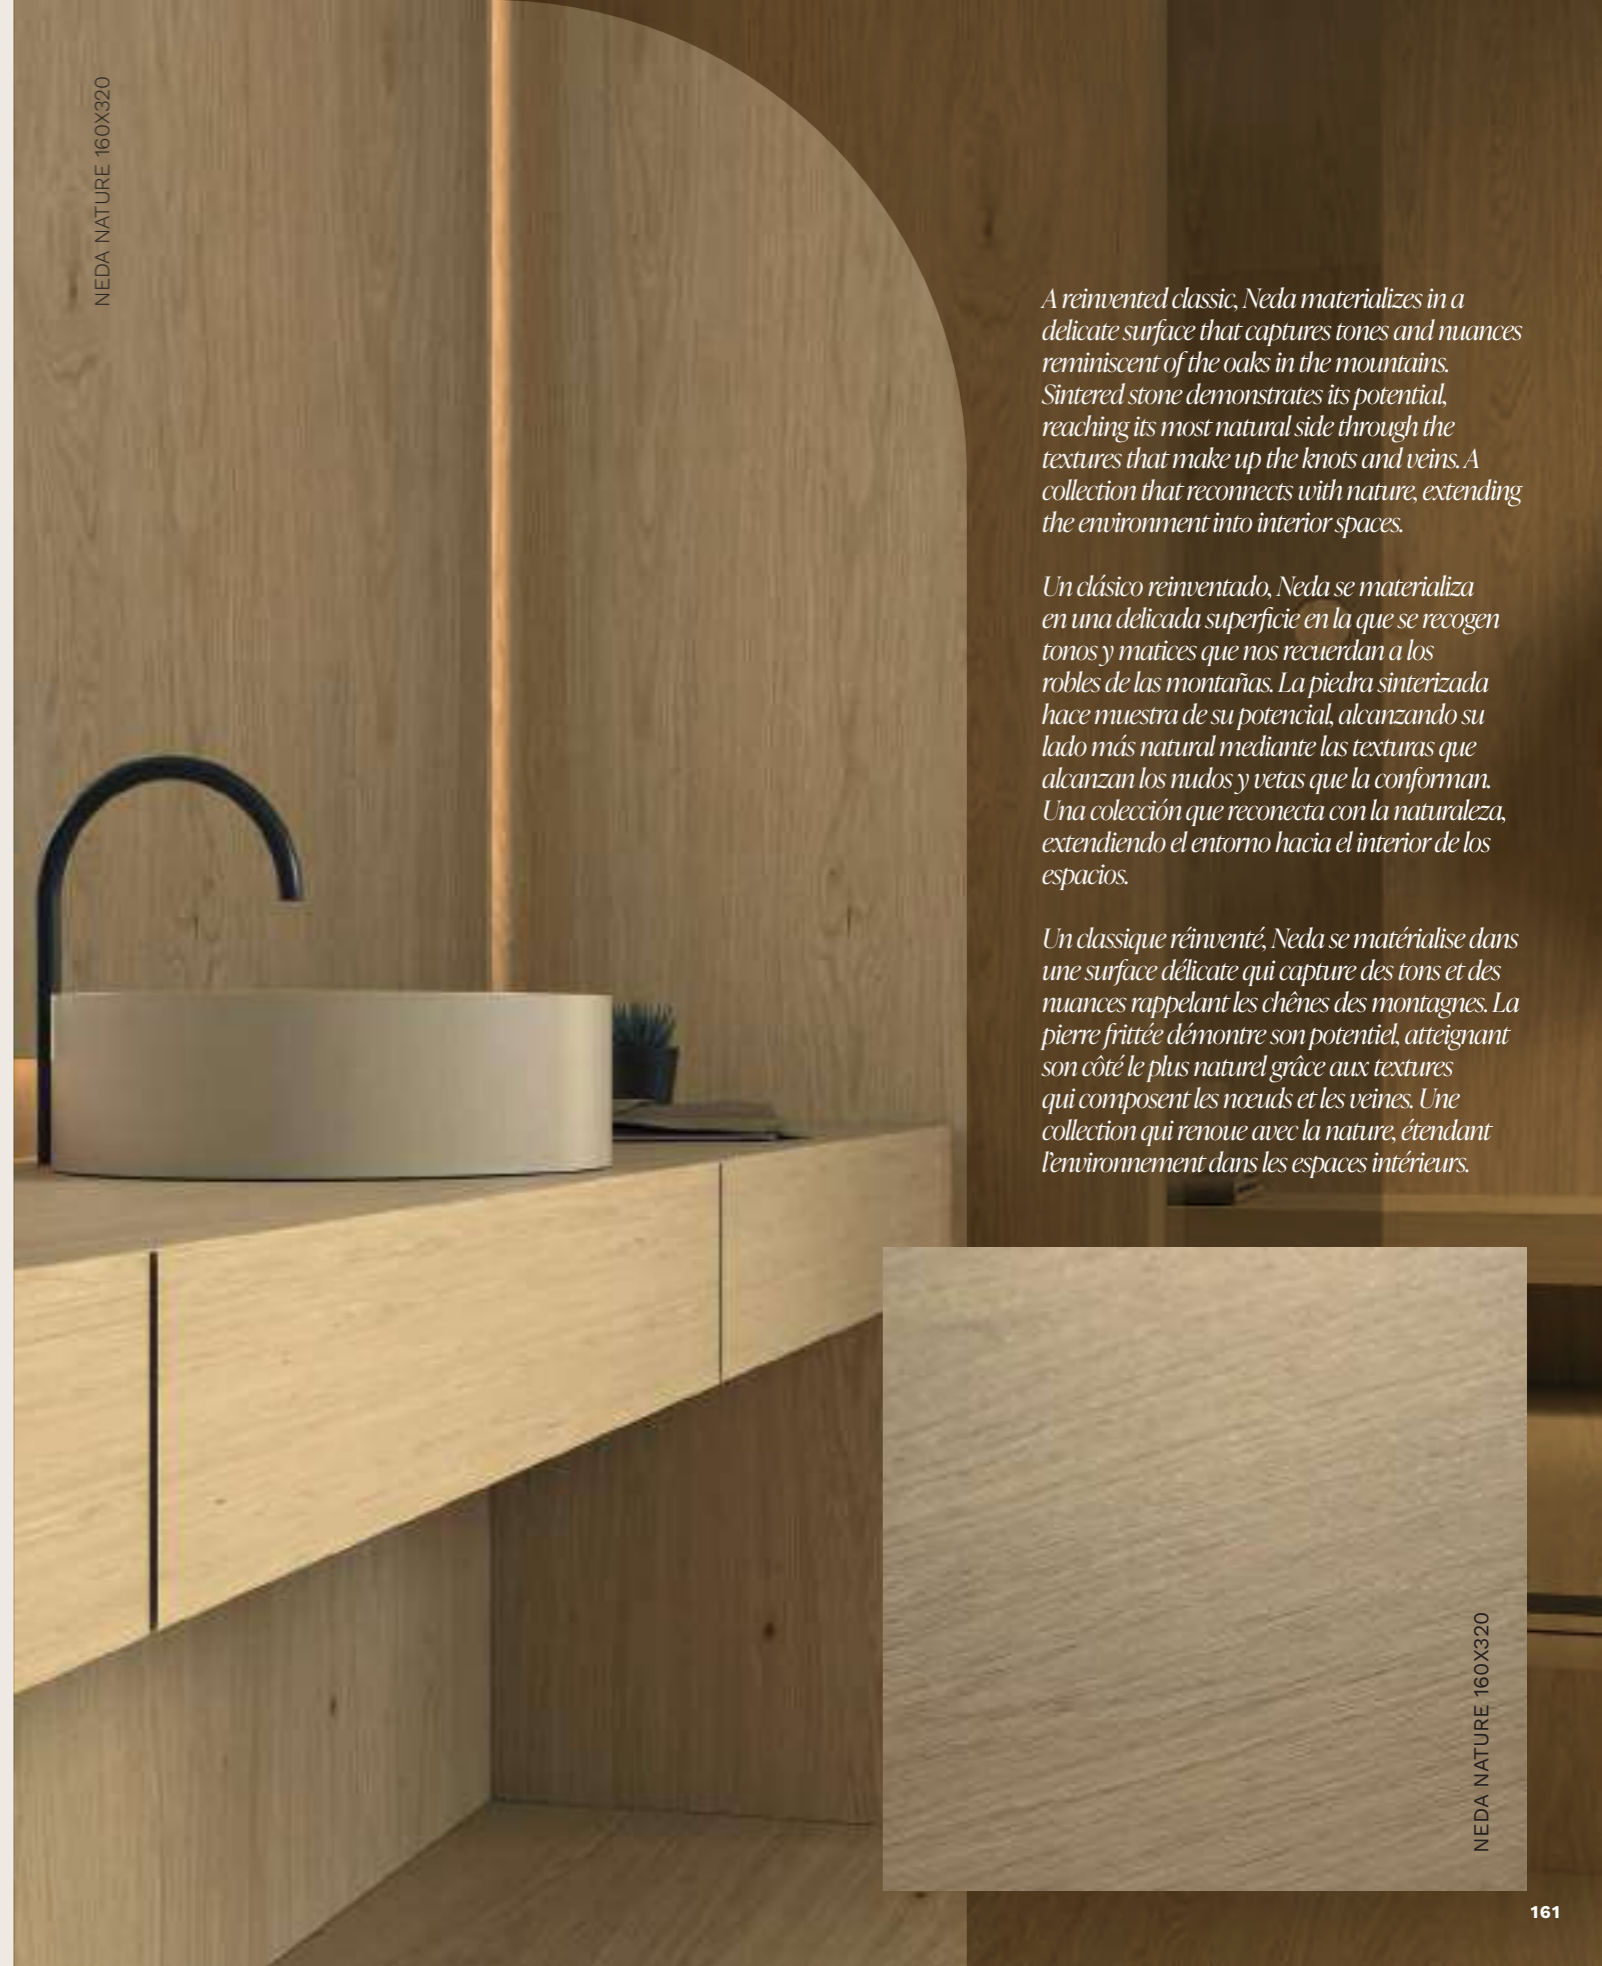 NEDA NATURE 160X320
A reinvented classic, Neda materializes in a
delicate surface that captures tones and nuances
reminiscent of the oaks in the mountains.
Sintered stone demonstrates its potential,
reaching its most natural side through the
textures that make up the knots and veins. A
collection that reconnects with nature, extending
the environment into interior spaces.
Un clásico reinventado, Neda se materializa
en una delicada superficie en la que se recogen
tonos y matices que nos recuerdan a los
robles de las montañas. La piedra sinterizada
hace muestra de su potencial, alcanzando su
lado más natural mediante las texturas que
alcanzan los nudos y vetas que la conforman.
Una colección que reconecta con la naturaleza,
extendiendo el entorno hacia el interior de los
espacios.
Un classique réinventé, Neda se matérialise dans
une surface délicate qui capture des tons et des
nuances rappelant les chênes des montagnes. La
pierre frittée démontre son potentiel, atteignant
son côté le plus naturel grâce aux textures
qui composent les nœuds et les veines. Une
collection qui renoue avec la nature, étendant
l'environnement dans les espaces intérieurs.
NEDA NATURE 160X320
161